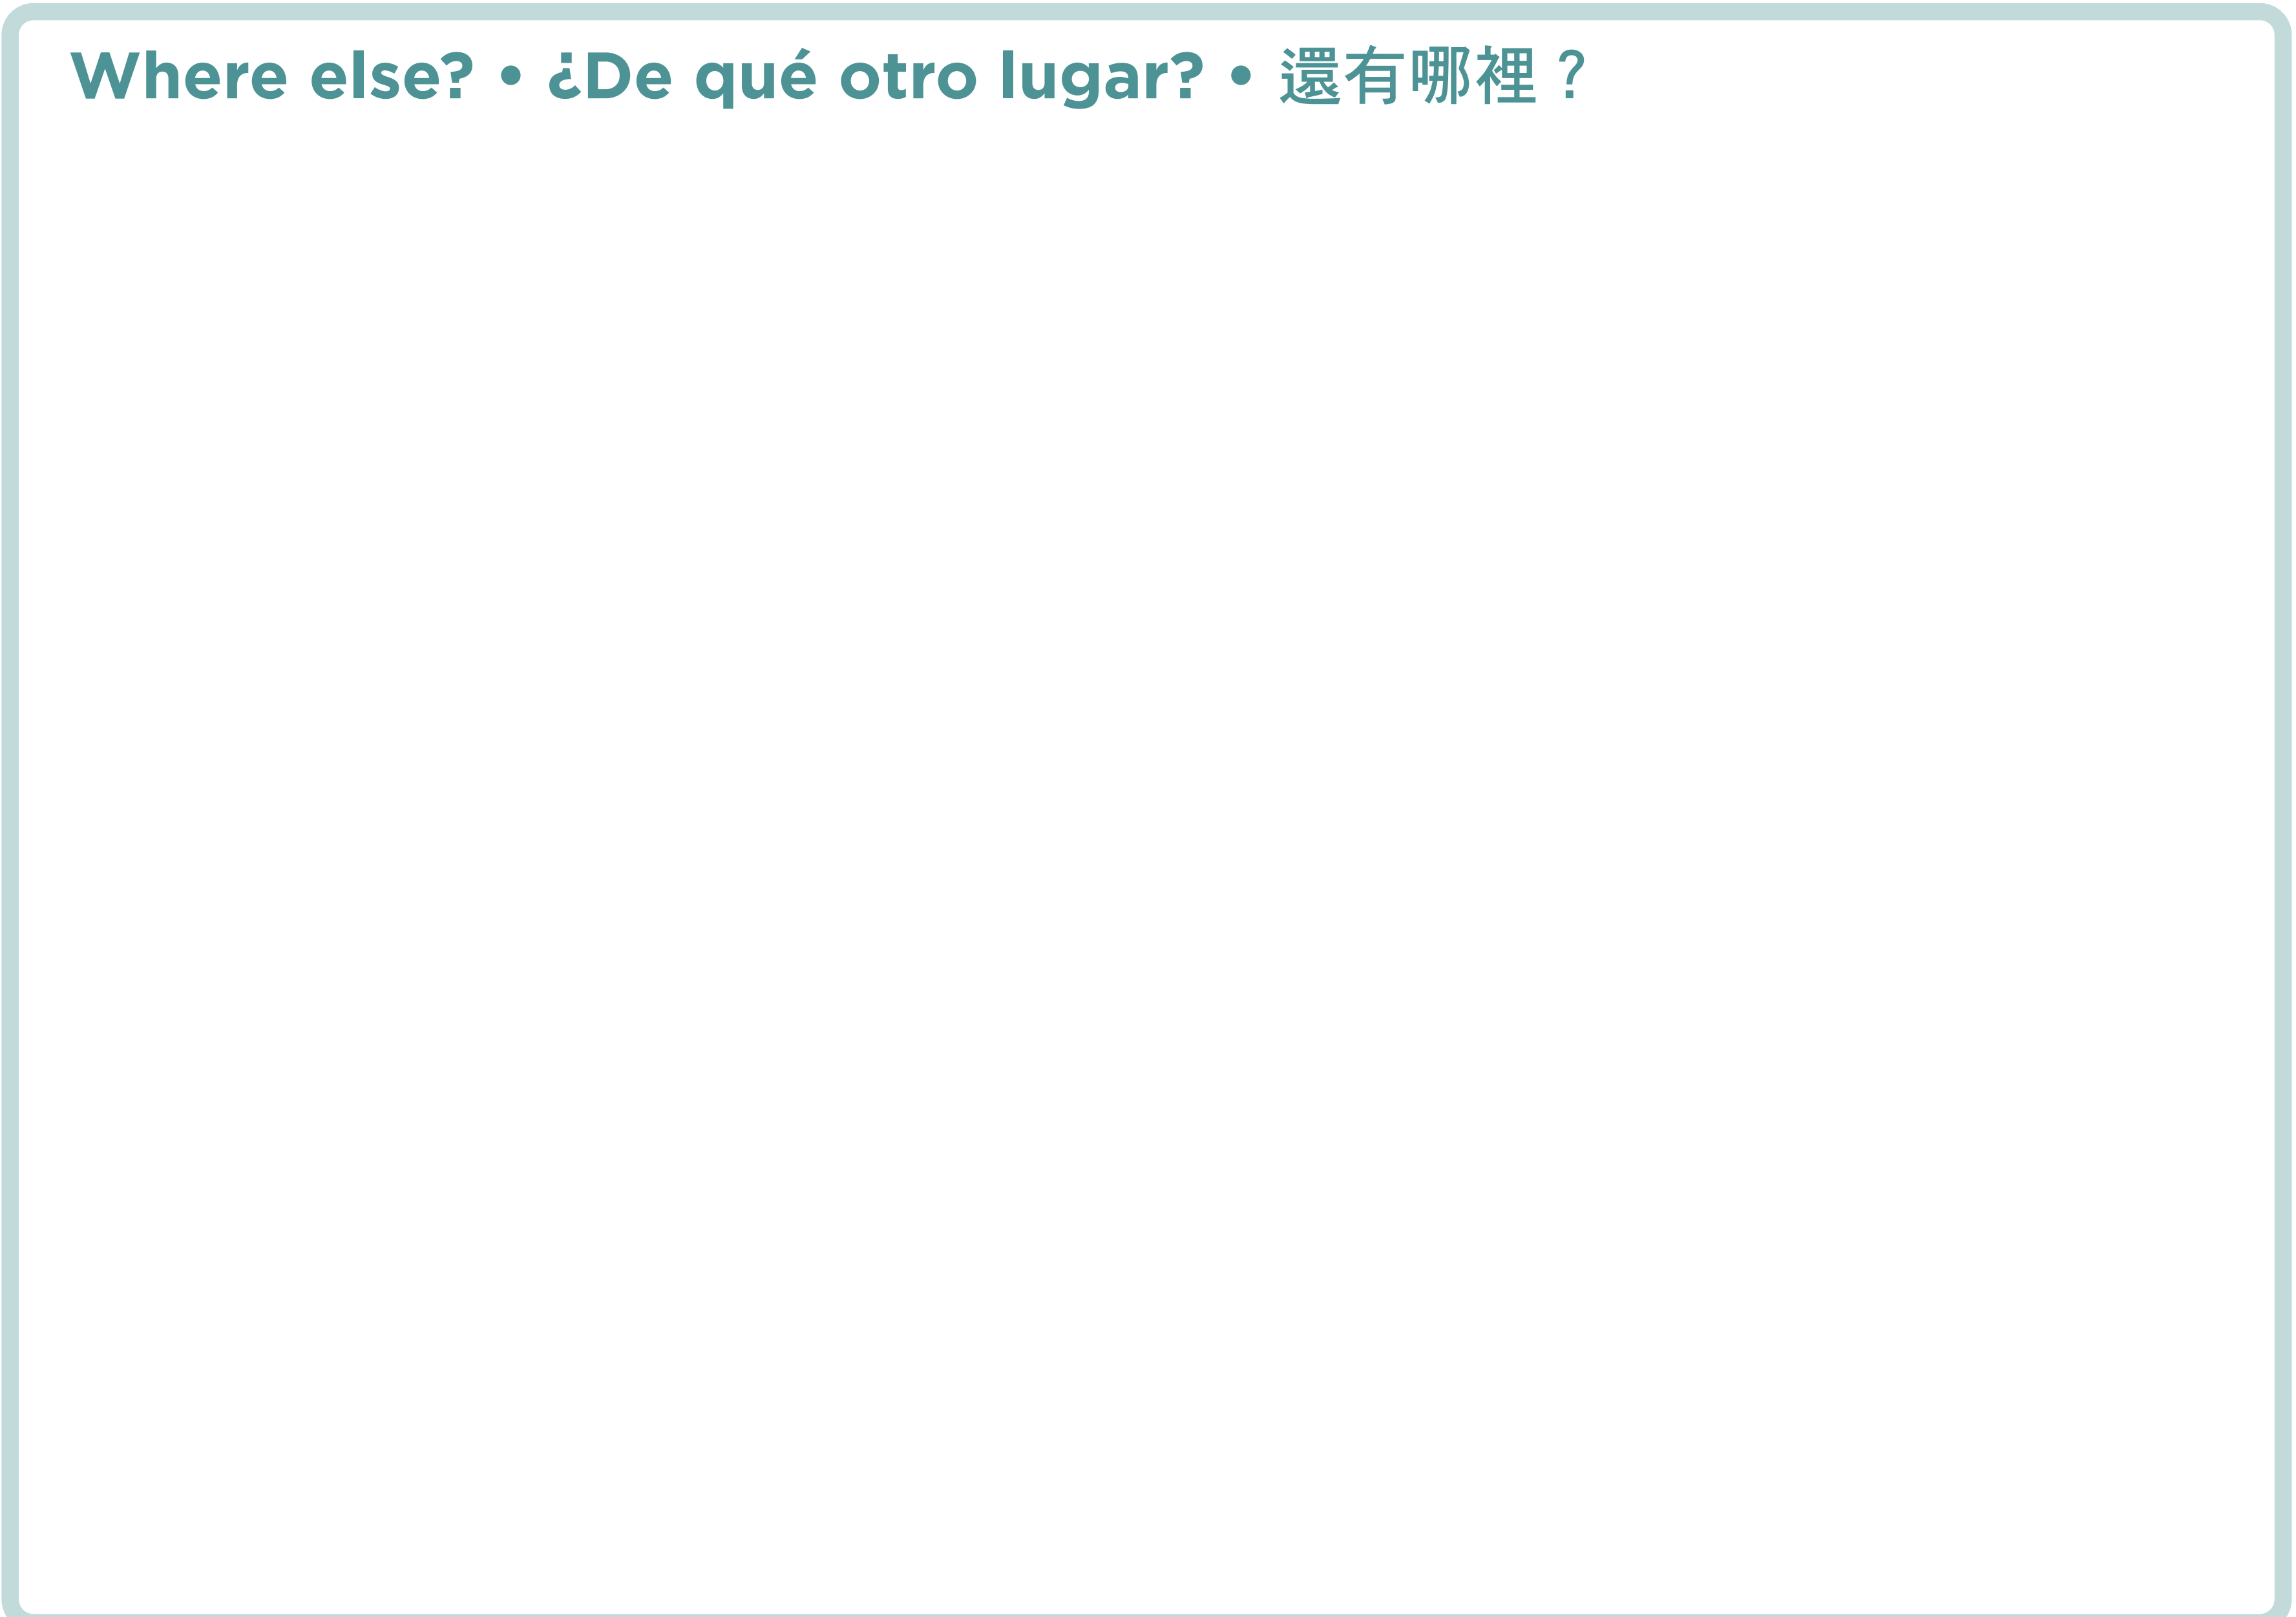 Where else? • ¿De qué otro lugar? • 還有哪裡？